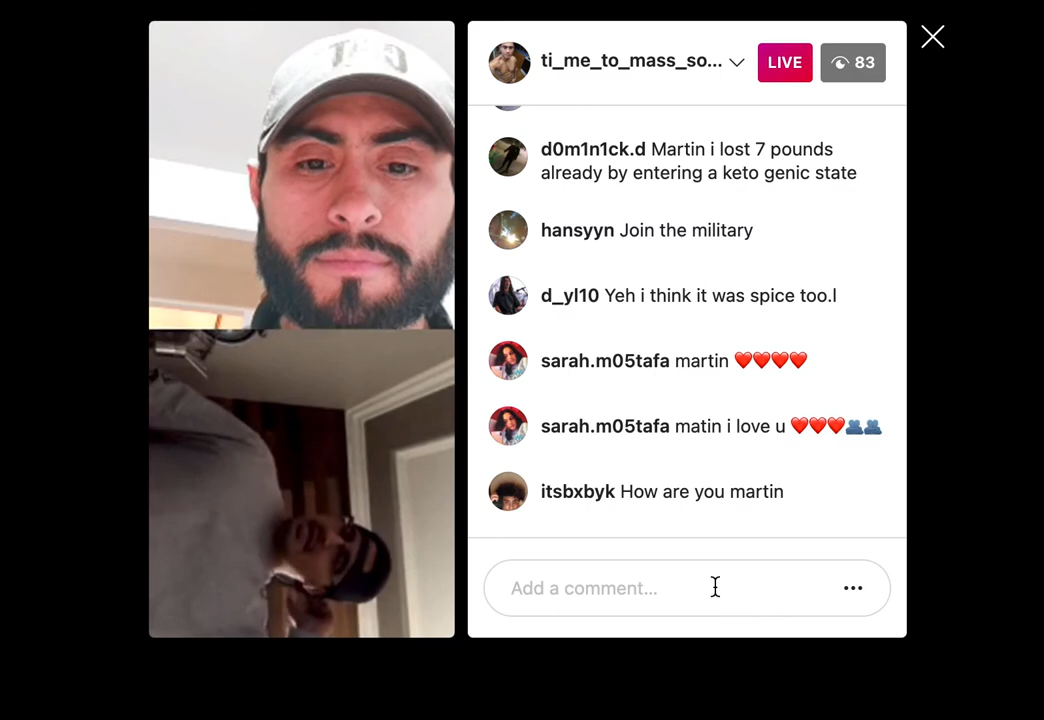 ti_me_to_mass_so...
LIVE
83
d0m1n1ck.d Martin i lost 7 pounds
already by entering a keto genic state
hansyyn Join the military
d_yl10 Yeh i think it was spice too.l
sarah.m05tafa martin ❤️❤️❤️❤️
sarah.m05tafa matin i love u ❤️❤️❤️🫂🫂
itsbxbyk How are you martin
Add a comment...